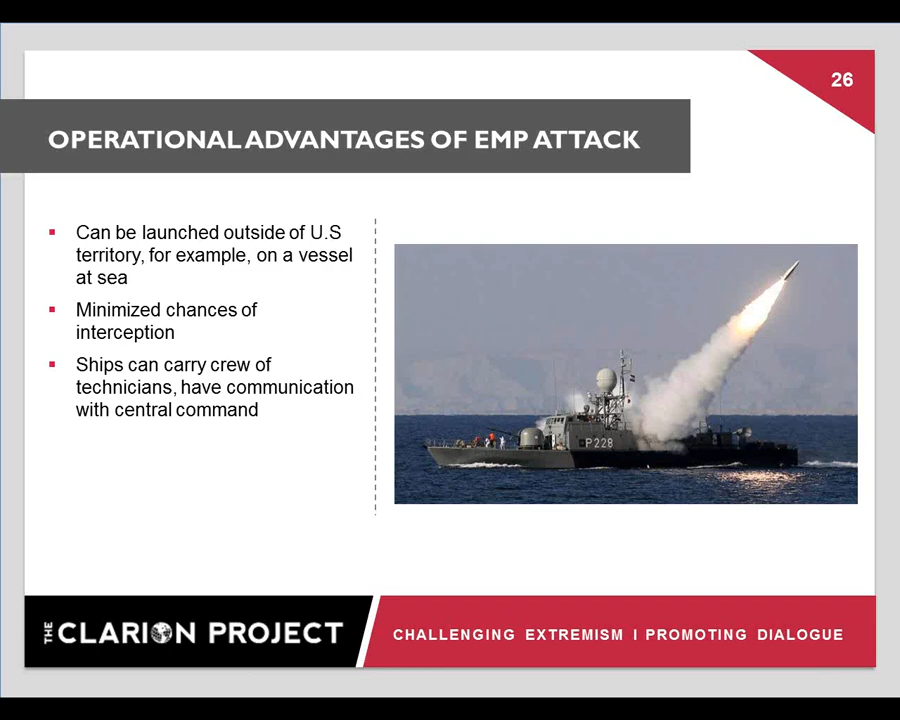 26
OPERATIONAL ADVANTAGES OF EMP ATTACK
Can be launched outside of U.S
territory, for example, on a vessel
at sea
Minimized chances of
interception
Ships can carry crew of
technicians, have communication
with central command
P228
THE CLARION PROJECT
CHALLENGING EXTREMISM I PROMOTING DIALOGUE